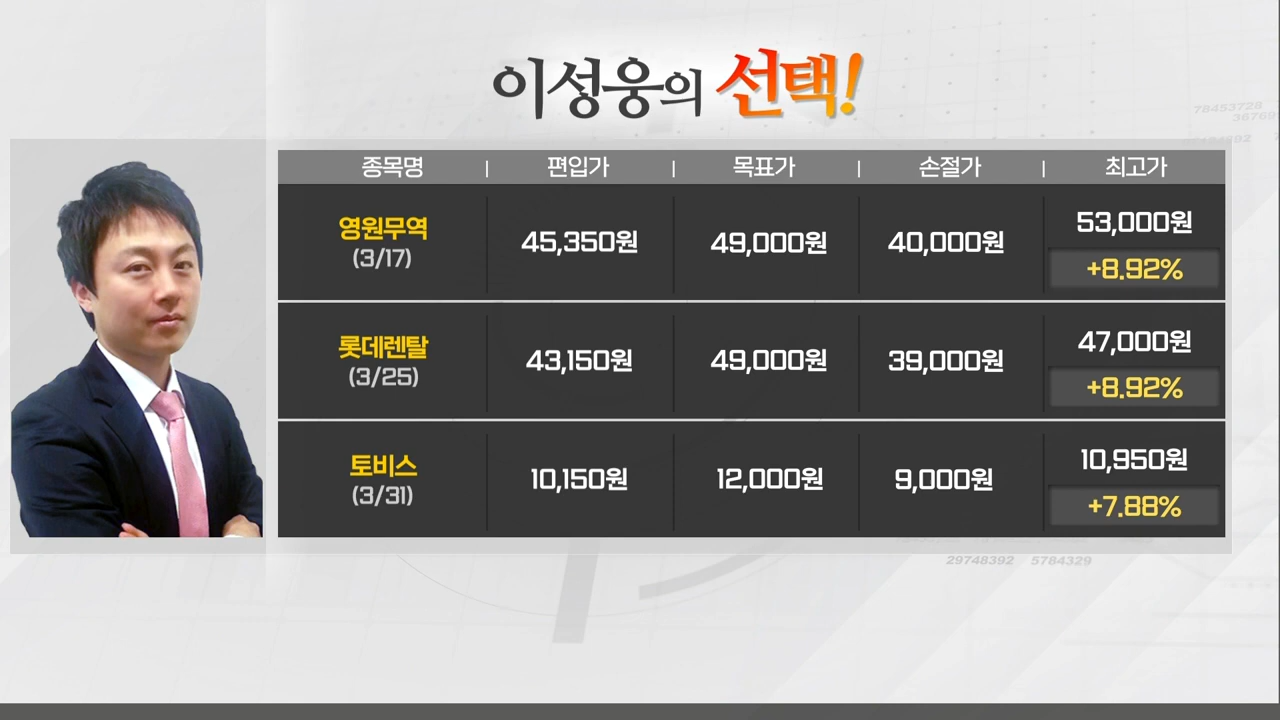 이성웅의 선택!
78453728
종목명 | 편입가 | 목표가 | 손절가 | 최고가
영원무역 (3/17) 45,350원 49,000원 40,000원 53,000원 +8.92%
롯데렌탈 (3/25) 43,150원 49,000원 39,000원 47,000원 +8.92%
토비스 (3/31) 10,150원 12,000원 9,000원 10,950원 +7.88%
29748392 5784329